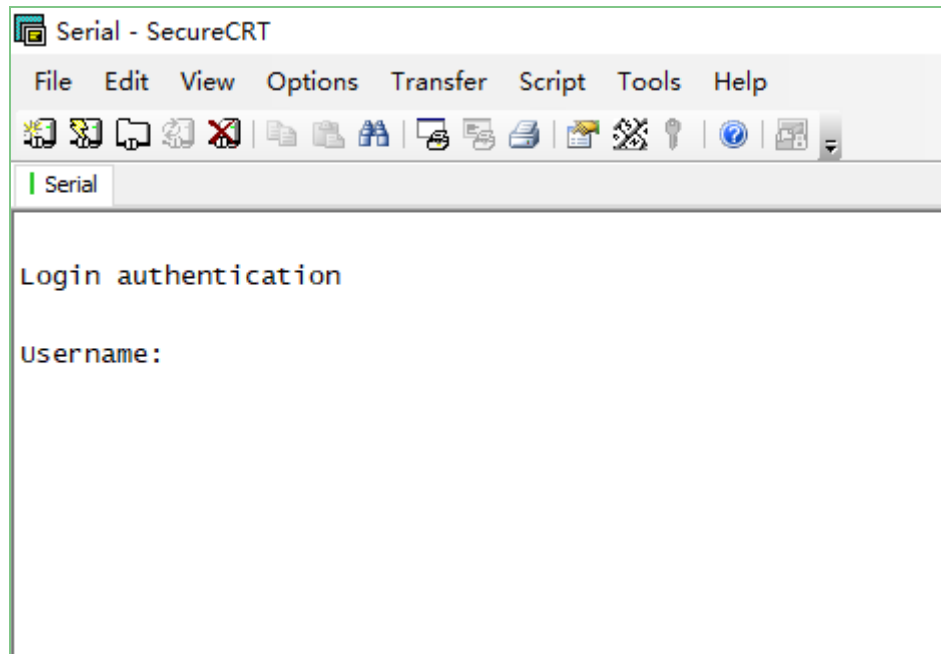 Serial - SecureCRT
File Edit View Options Transfer Script Tools Help
Serial
Login authentication
Username: